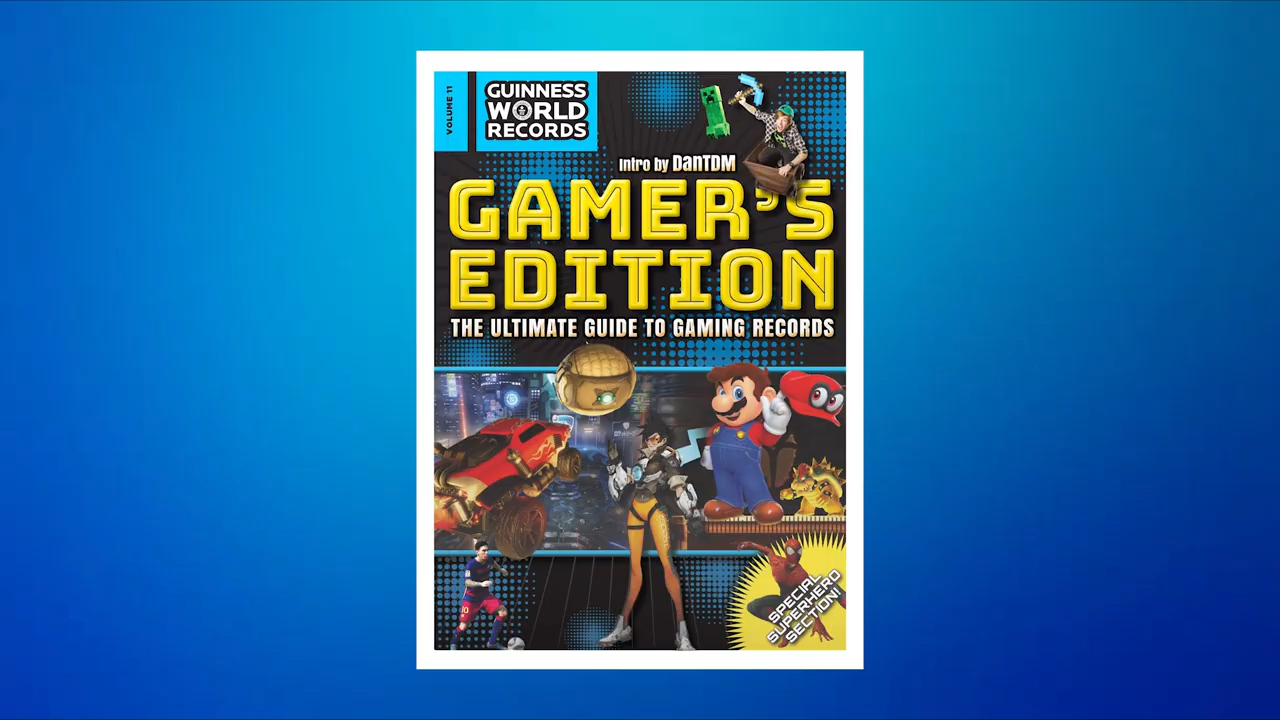 VOLUME 11
GUINNESS
WORLD
RECORDS
Intro by DanTDM
GAMER'S
EDITION
THE ULTIMATE GUIDE TO GAMING RECORDS
10
SPECIAL
SUPERHERO
SECTION!